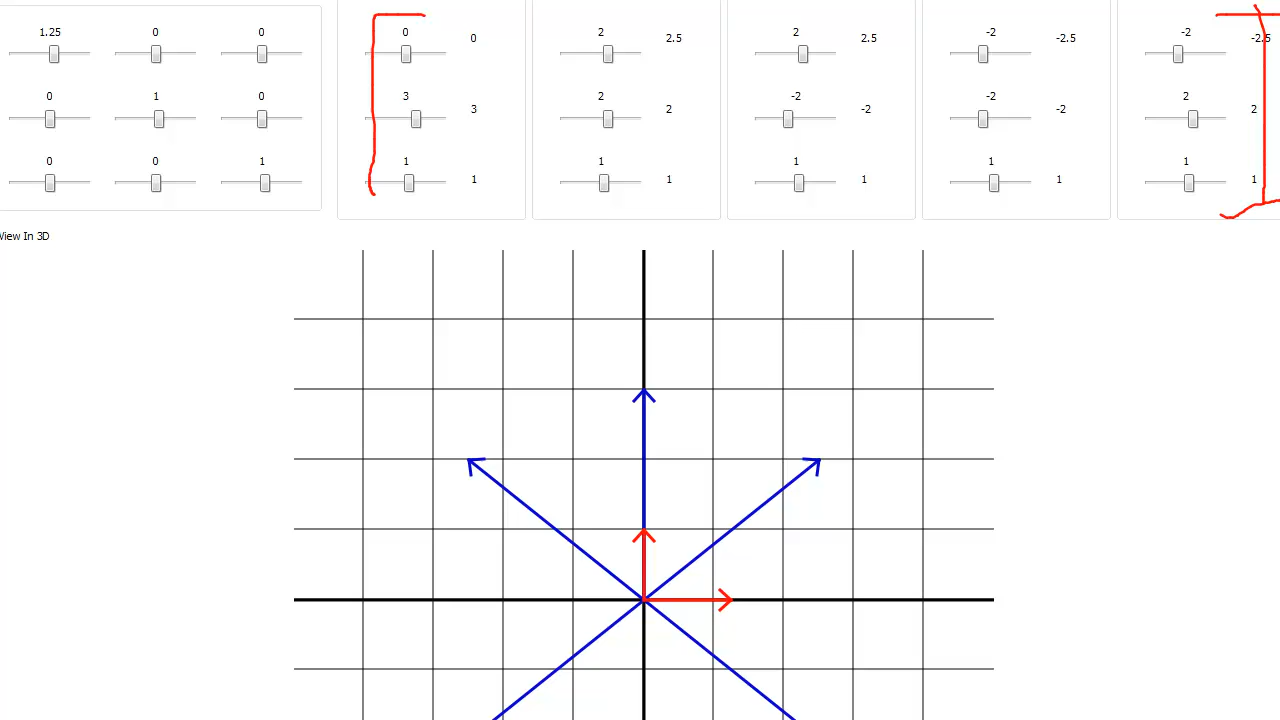 1.25 0 0 0 2 2 -2 -2
0 2.5 2.5 -2.5 -2.5
0 1 0 3 2 -2 -2 2
3 2 -2 -2 2
0 0 1 1 1 1 1 1
1 1 1 1 1
View In 3D